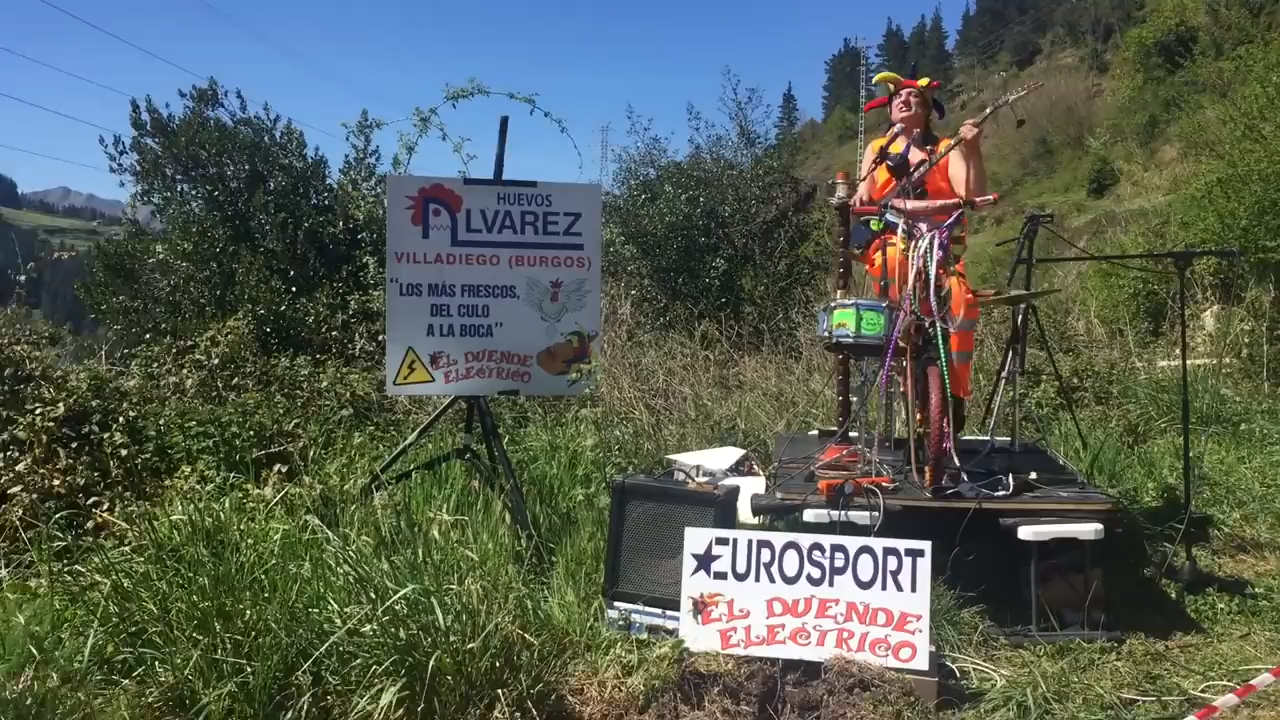 HUEVOS
ALVAREZ
VILLADIEGO (BURGOS)
"LOS MÁS FRESCOS,
DEL CULO
A LA BOCA"
EL DUENDE
ELECTRICO
EUROSPORT
EL DUENDE
ELECTRICO